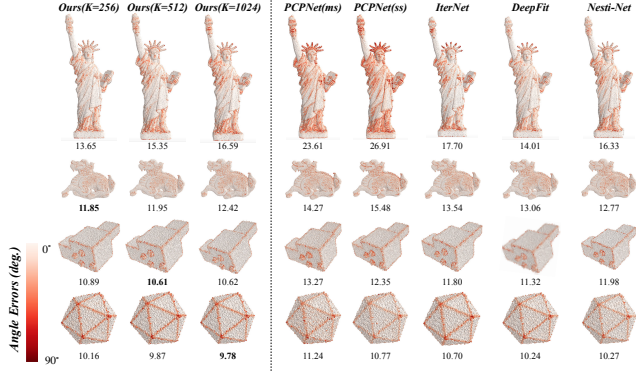 Ours(K=256) Ours(K=512) Ours(K=1024) PCPNet(ms) PCPNet(ss) IterNet DeepFit Nesti-Net
13.65 15.35 16.59 23.61 26.91 17.70 14.01 16.33
11.85 11.95 12.42 14.27 15.48 13.54 13.06 12.77
Angle Errors (deg.)
0°
90°
10.89 10.61 10.62 13.27 12.35 11.80 11.32 11.98
10.16 9.87 9.78 11.24 10.77 10.70 10.24 10.27